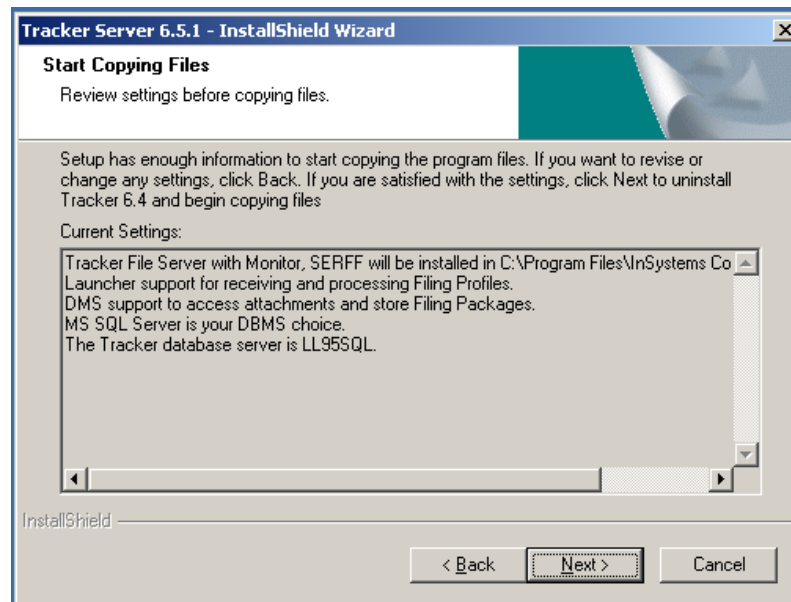 Tracker Server 6.5.1 - InstallShield Wizard
Start Copying Files
Review settings before copying files.
Setup has enough information to start copying the program files. If you want to revise or
change any settings, click Back. If you are satisfied with the settings, click Next to uninstall
Tracker 6.4 and begin copying files
Current Settings:
Tracker File Server with Monitor, SERFF will be installed in C:\Program Files\InSystems Co
Launcher support for receiving and processing Filing Profiles.
DMS support to access attachments and store Filing Packages.
MS SQL Server is your DBMS choice.
The Tracker database server is LL95SQL.
InstallShield
< Back Next > Cancel